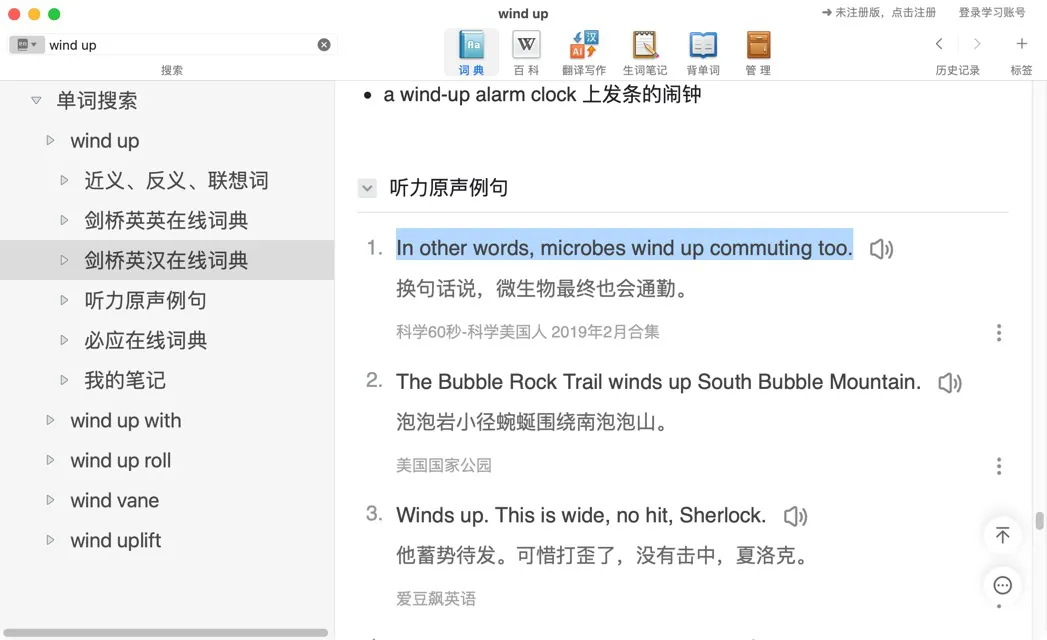 wind up
➔ 未注册版，点击注册
登录学习账号
wind up
搜索
词 典
百 科
翻译写作
生词笔记
背单词
管 理
历史记录
标签
单词搜索
wind up
近义、反义、联想词
剑桥英英在线词典
剑桥英汉在线词典
听力原声例句
必应在线词典
我的笔记
wind up with
wind up roll
wind vane
wind uplift
• a wind-up alarm clock 上发条的闹钟
听力原声例句
1. In other words, microbes wind up commuting too.
换句话说，微生物最终也会通勤。
科学60秒-科学美国人 2019年2月合集
2. The Bubble Rock Trail winds up South Bubble Mountain.
泡泡岩小径蜿蜒围绕南泡泡山。
美国国家公园
3. Winds up. This is wide, no hit, Sherlock.
他蓄势待发。可惜打歪了，没有击中，夏洛克。
爱豆飙英语